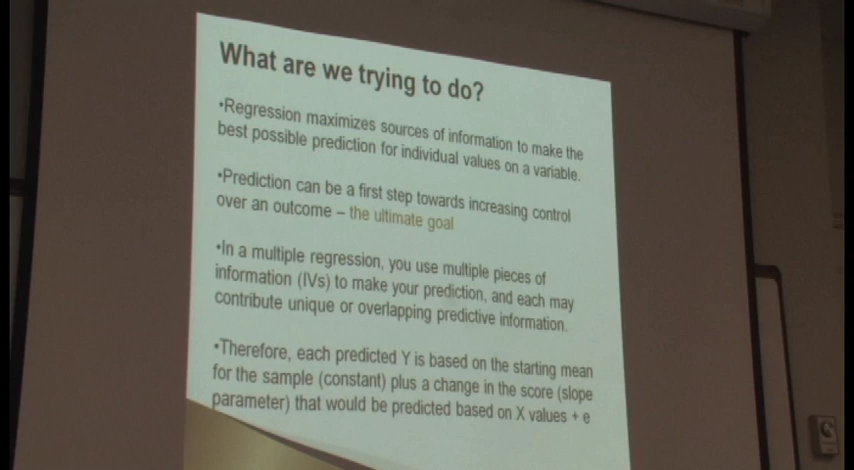 What are we trying to do?
•Regression maximizes sources of information to make the
best possible prediction for individual values on a variable.
•Prediction can be a first step towards increasing control
over an outcome – the ultimate goal
•In a multiple regression, you use multiple pieces of
information (IVs) to make your prediction, and each may
contribute unique or overlapping predictive information.
•Therefore, each predicted Y is based on the starting mean
for the sample (constant) plus a change in the score (slope
parameter) that would be predicted based on X values + e